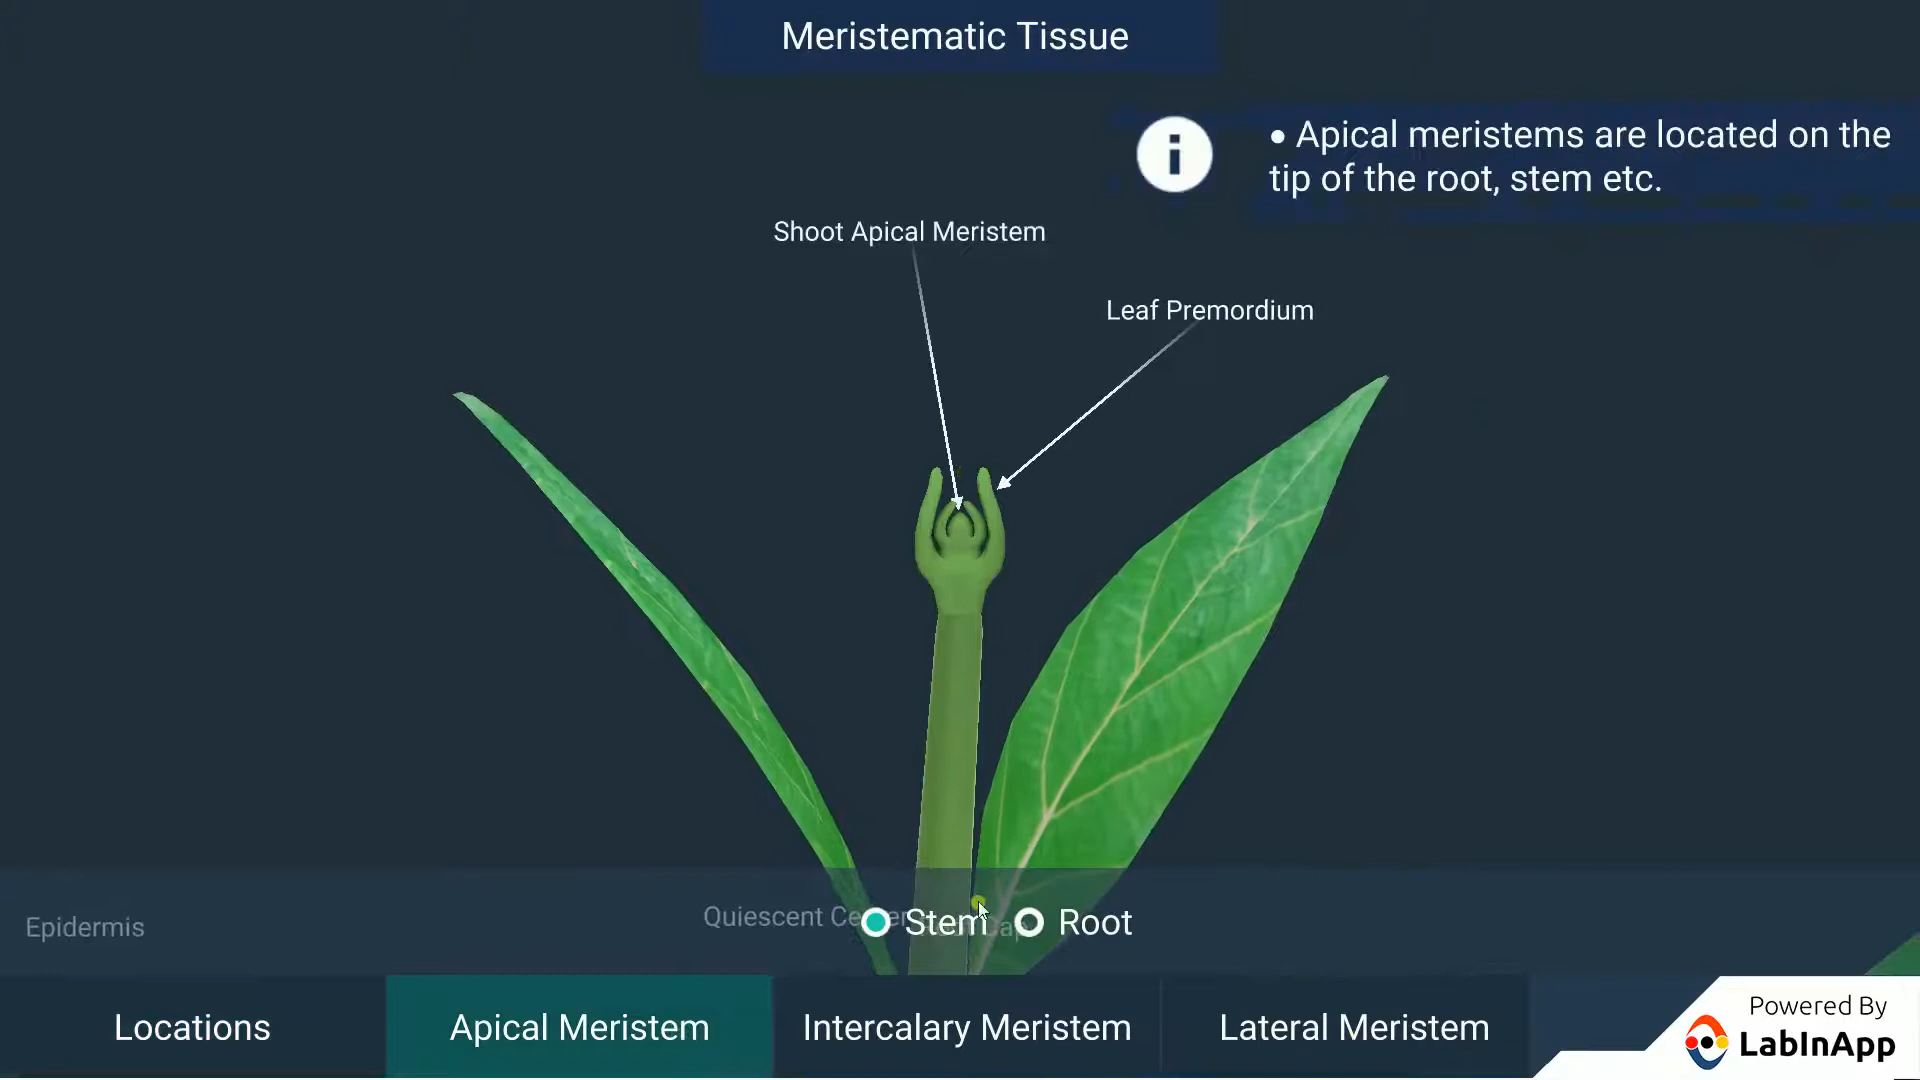 Meristematic Tissue
i
• Apical meristems are located on the
tip of the root, stem etc.
Shoot Apical Meristem
Leaf Premordium
Epidermis
Quiescent
Stem
Root
Locations
Apical Meristem
Intercalary Meristem
Lateral Meristem
Powered By
LabInApp